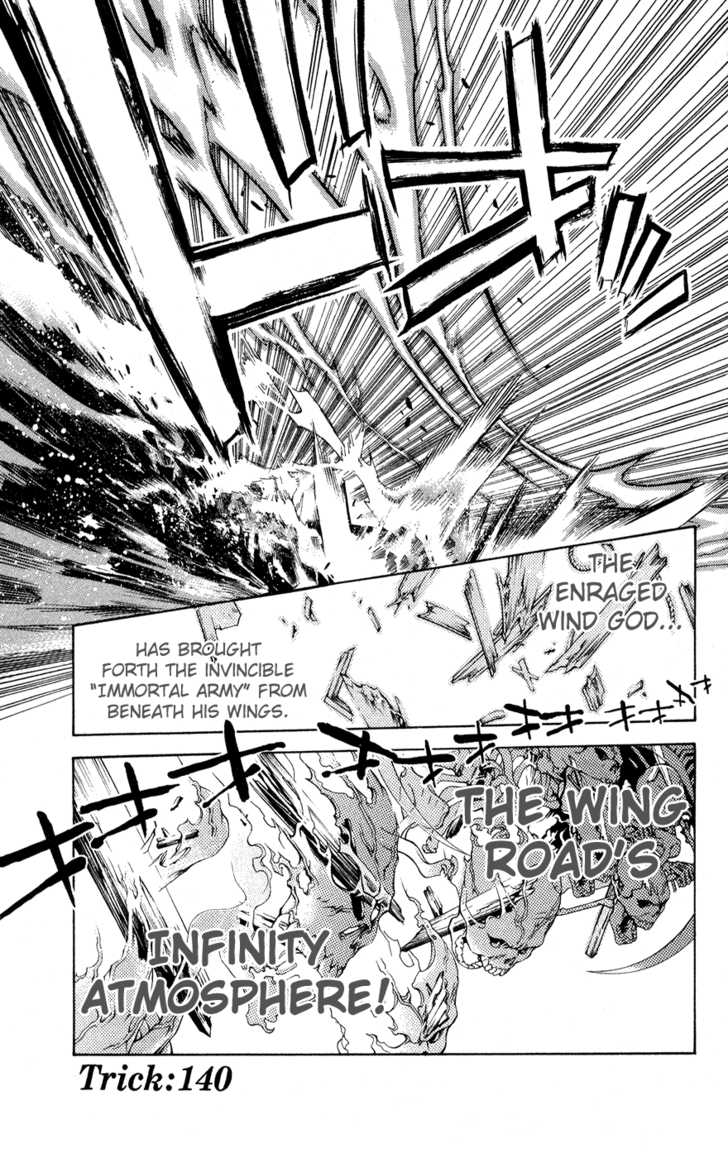 THE
ENRAGED
WIND GOD...
HAS BROUGHT
FORTH THE INVINCIBLE
"IMMORTAL ARMY" FROM
BENEATH HIS WINGS.
THE WING
ROAD'S
INFINITY
ATMOSPHERE!
Trick:140